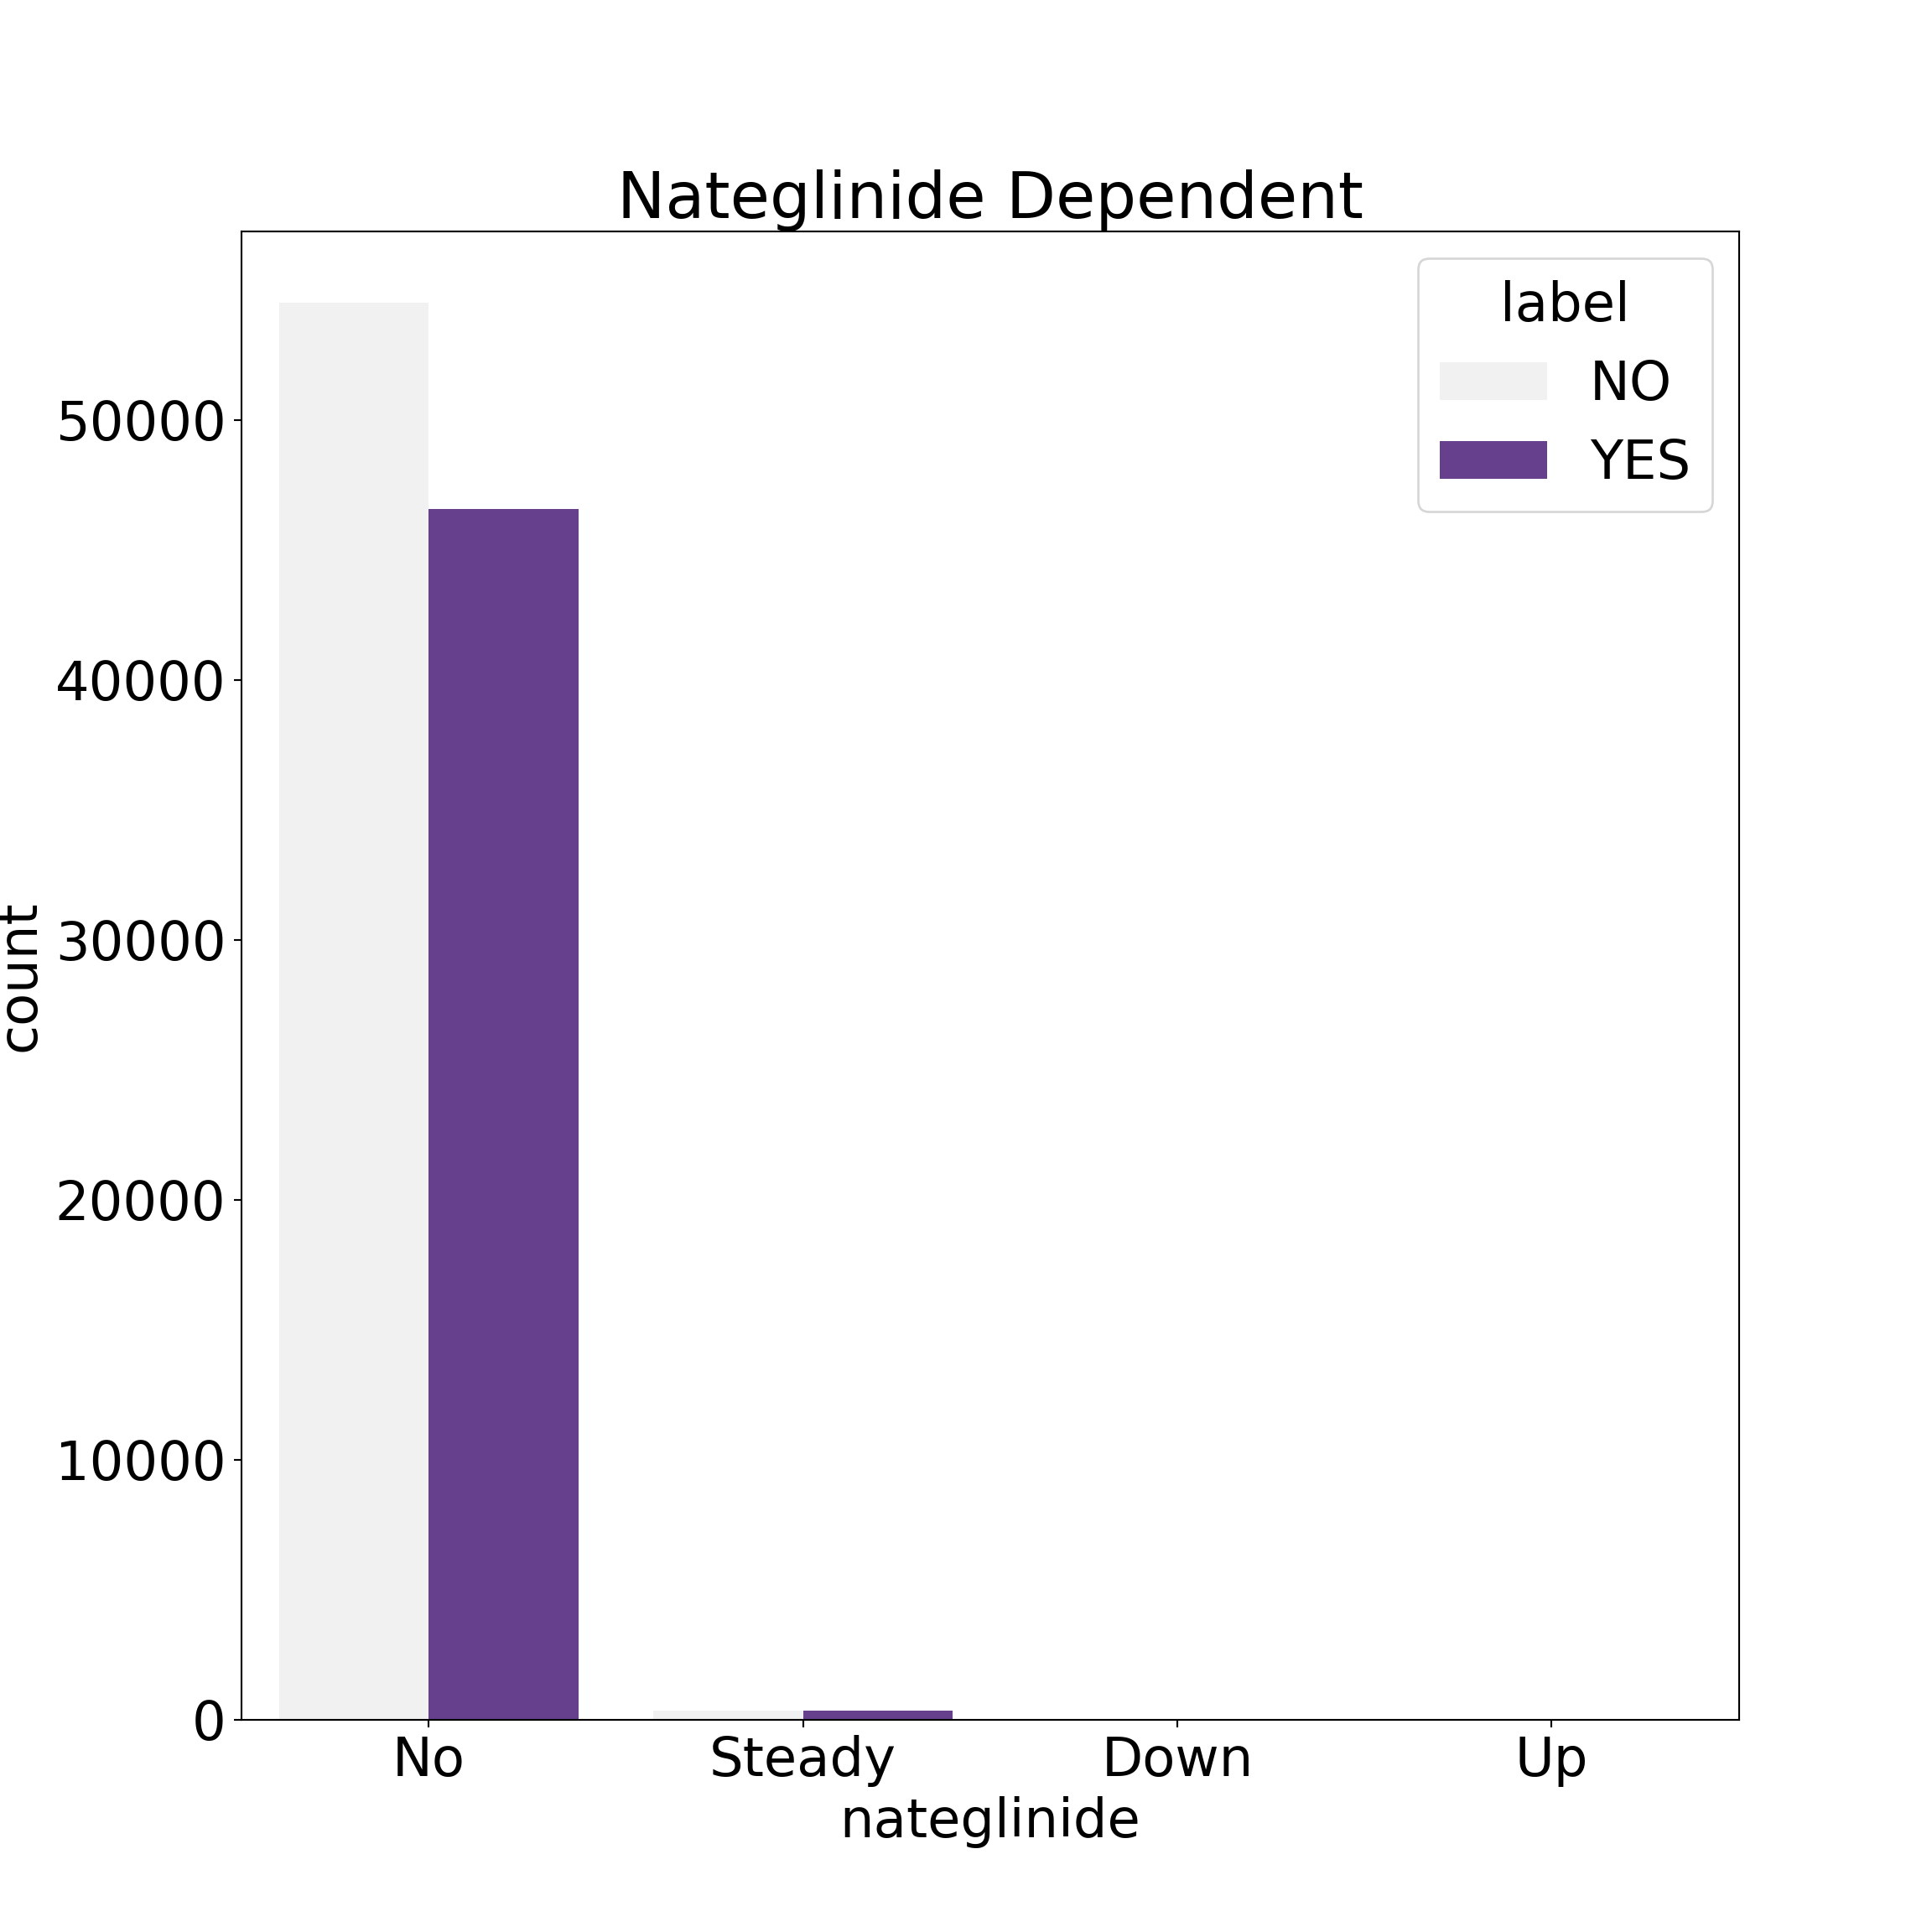 Nateglinide Dependent
label
NO
YES
50000
40000
30000
20000
10000
0
count
No Steady Down Up
nateglinide